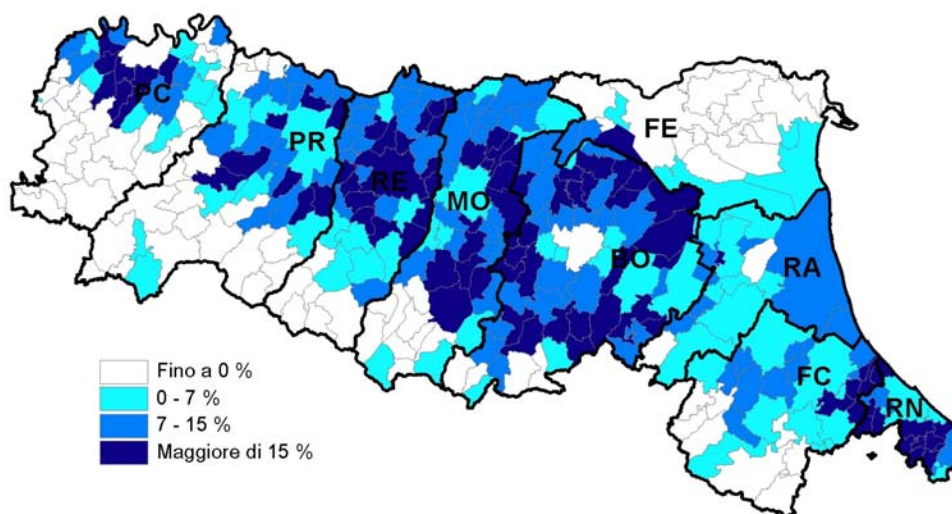 PC
PR
RE
MO
BO
FE
RA
FC
RN
Fino a 0 %
0 - 7 %
7 - 15 %
Maggiore di 15 %